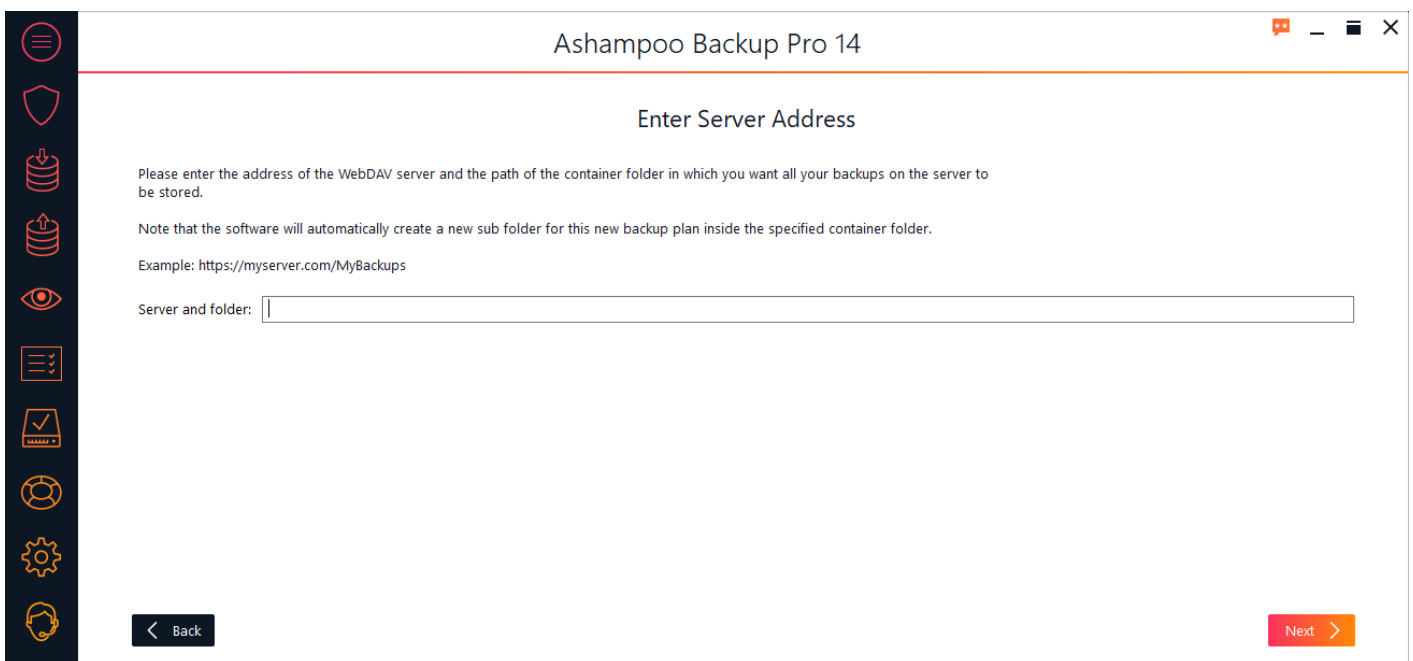 Ashampoo Backup Pro 14
Enter Server Address
Please enter the address of the WebDAV server and the path of the container folder in which you want all your backups on the server to
be stored.
Note that the software will automatically create a new sub folder for this new backup plan inside the specified container folder.
Example: https://myserver.com/MyBackups
Server and folder:
Back
Next